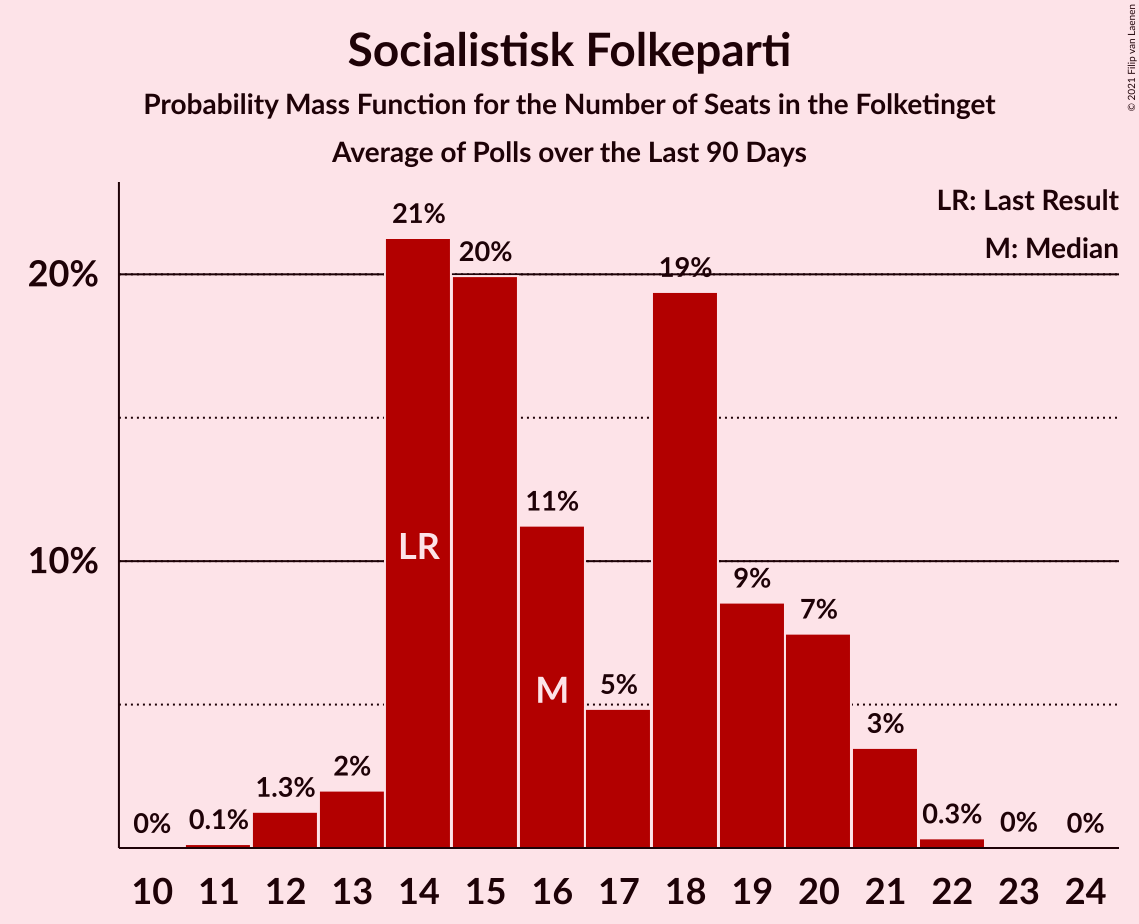 Socialistisk Folkeparti
Probability Mass Function for the Number of Seats in the Folketinget
Average of Polls over the Last 90 Days
© 2021 Filip van Laenen
LR: Last Result
M: Median
20%
10%
0%
0.1%
1.3%
2%
21%
20%
11%
5%
19%
9%
7%
3%
0.3%
0%
0%
LR
M
10 11 12 13 14 15 16 17 18 19 20 21 22 23 24